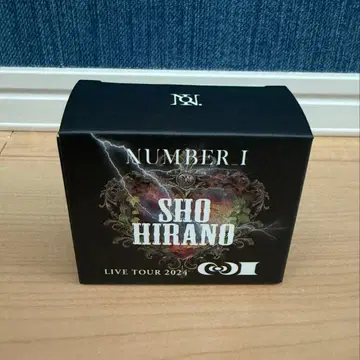 NUMBER I
SHO
HIRANO
LIVE TOUR 2024